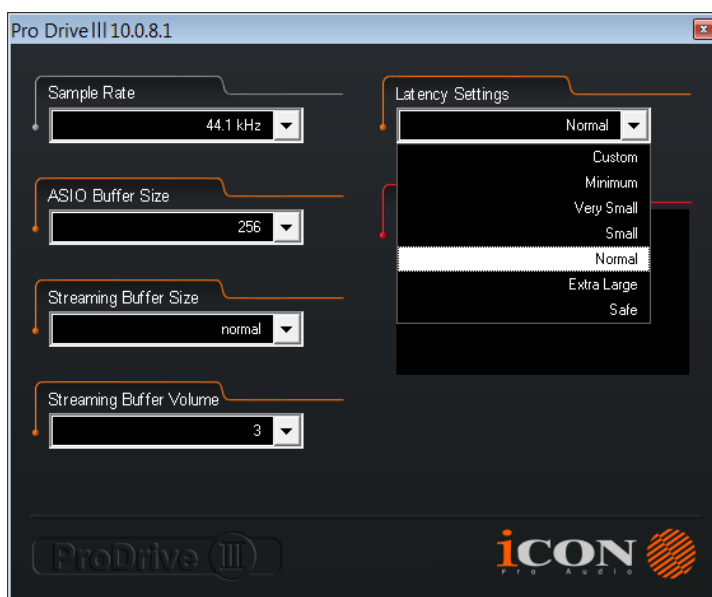 Pro Drive III 10.0.8.1
Sample Rate
44.1 kHz
ASIO Buffer Size
256
Streaming Buffer Size
normal
Streaming Buffer Volume
3
Latency Settings
Normal
Custom
Minimum
Very Small
Small
Normal
Extra Large
Safe
ProDrive III
iCON
Pro Audio